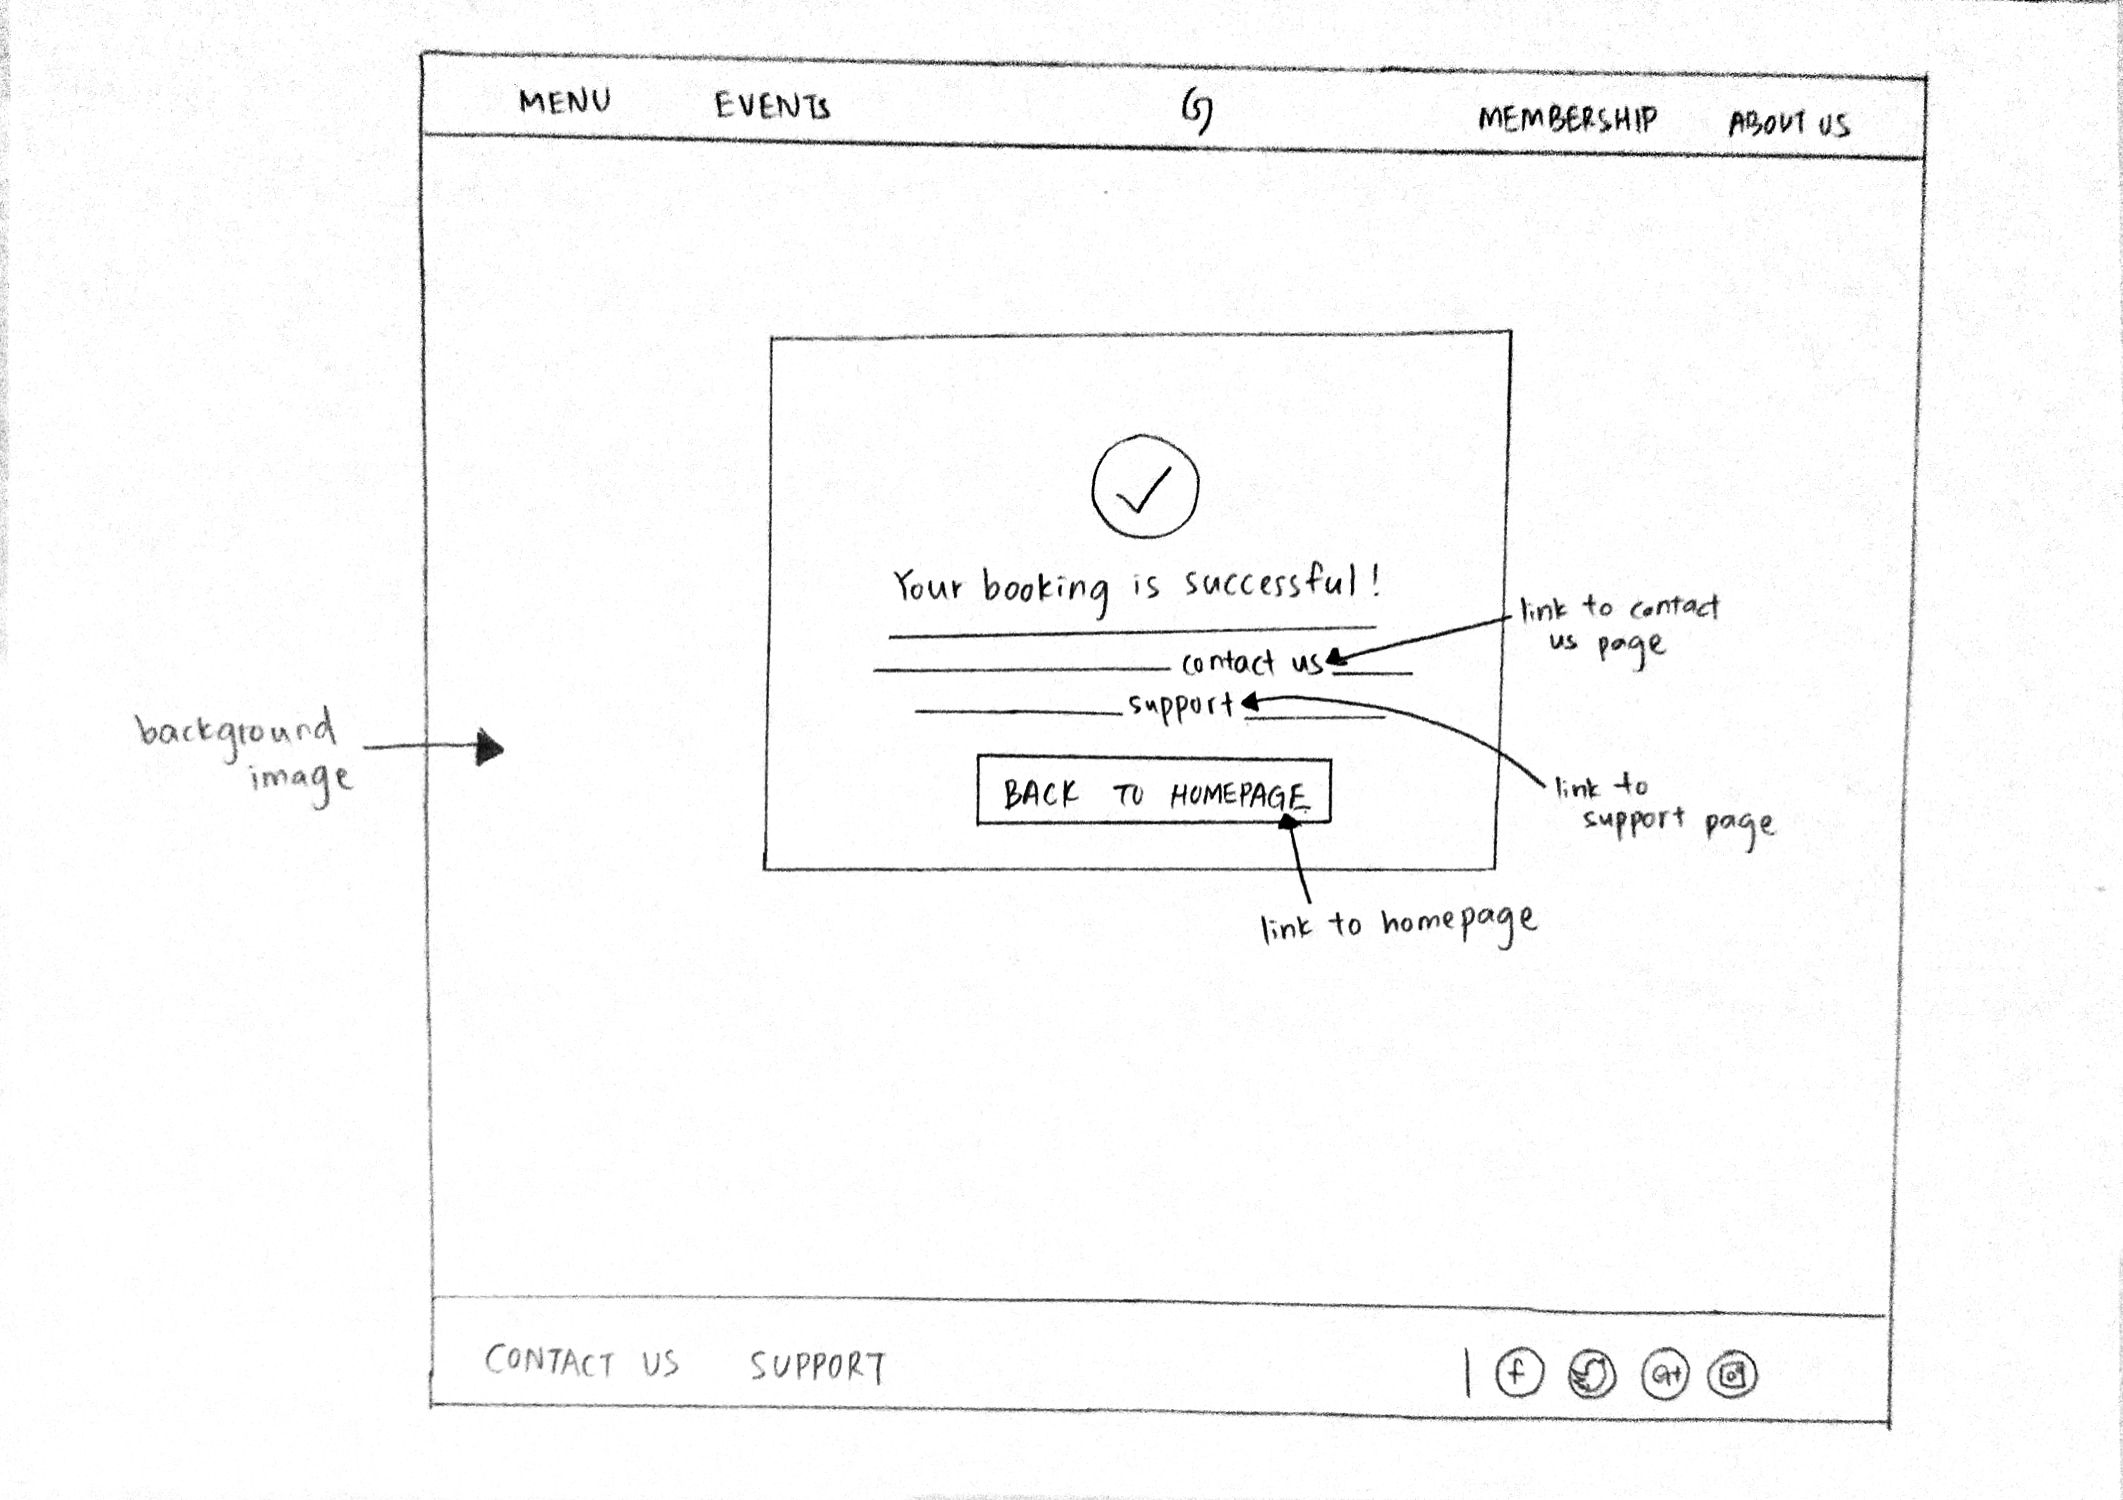 MENU EVENTS G MEMBERSHIP ABOUT US
Your booking is successful!
contact us
support
BACK TO HOMEPAGE
link to contact
us page
link to
support page
link to homepage
background
image
CONTACT US SUPPORT | f G+